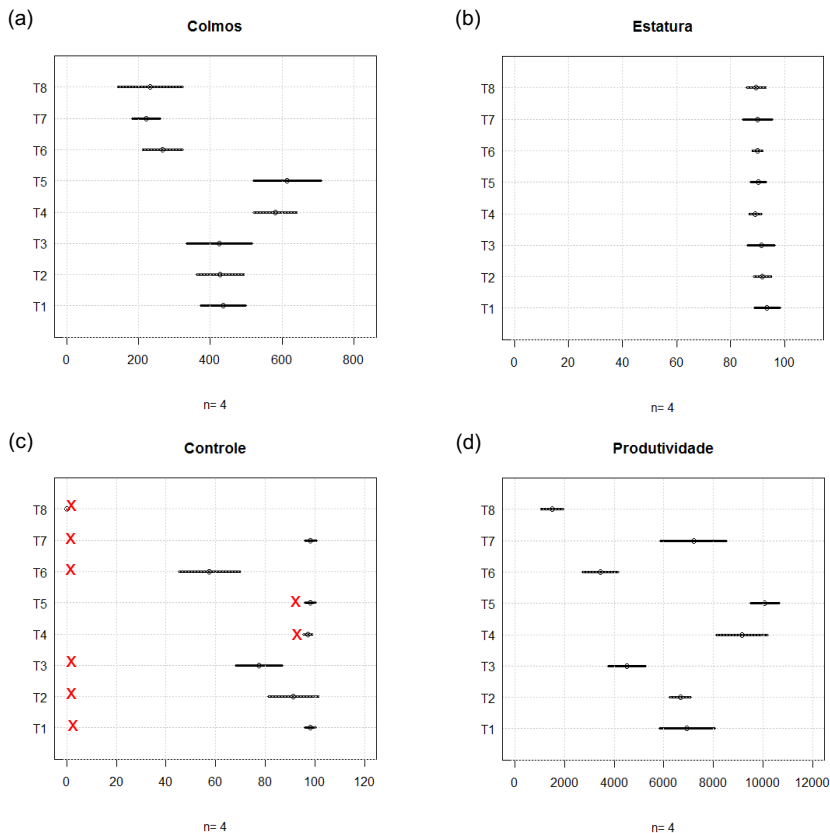 (a)
Colmos
T8
T7
T6
T5
T4
T3
T2
T1
0 200 400 600 800
n= 4
(b)
Estatura
T8
T7
T6
T5
T4
T3
T2
T1
0 20 40 60 80 100
n= 4
(c)
Controle
T8 X
T7 X
T6 X
T5 X
T4 X
T3 X
T2 X
T1 X
0 20 40 60 80 100 120
n= 4
(d)
Produtividade
T8
T7
T6
T5
T4
T3
T2
T1
0 2000 4000 6000 8000 10000 12000
n= 4